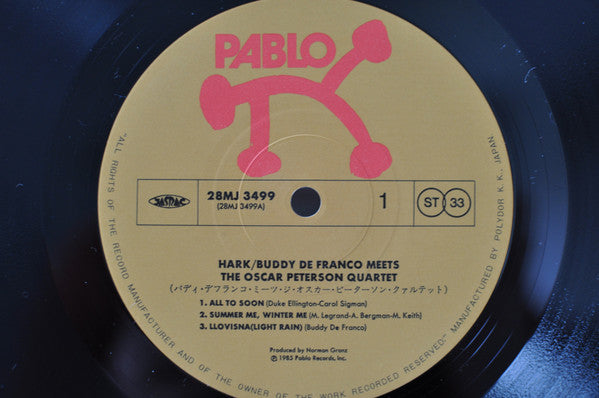 PABLO
JASRAC
28MJ 3499
(28MJ 3499A)
1
ST 33
HARK/BUDDY DE FRANCO MEETS
THE OSCAR PETERSON QUARTET
(バディ・デフランコ・ミーツ・ジ・オスカー・ピーターソン・クァルテット)
1. ALL TO SOON (Duke Ellington-Carol Sigman)
2. SUMMER ME, WINTER ME (M. Legrand-A. Bergman-M. Keith)
3. LLOVISNA(LIGHT RAIN) (Buddy De Franco)
Produced by Norman Granz
© 1985 Pablo Records, Inc.
"ALL RIGHTS OF THE RECORD MANUFACTURER AND OF THE OWNER OF THE WORK RECORDED RESERVED." MANUFACTURED BY POLYDOR K. K., JAPAN.